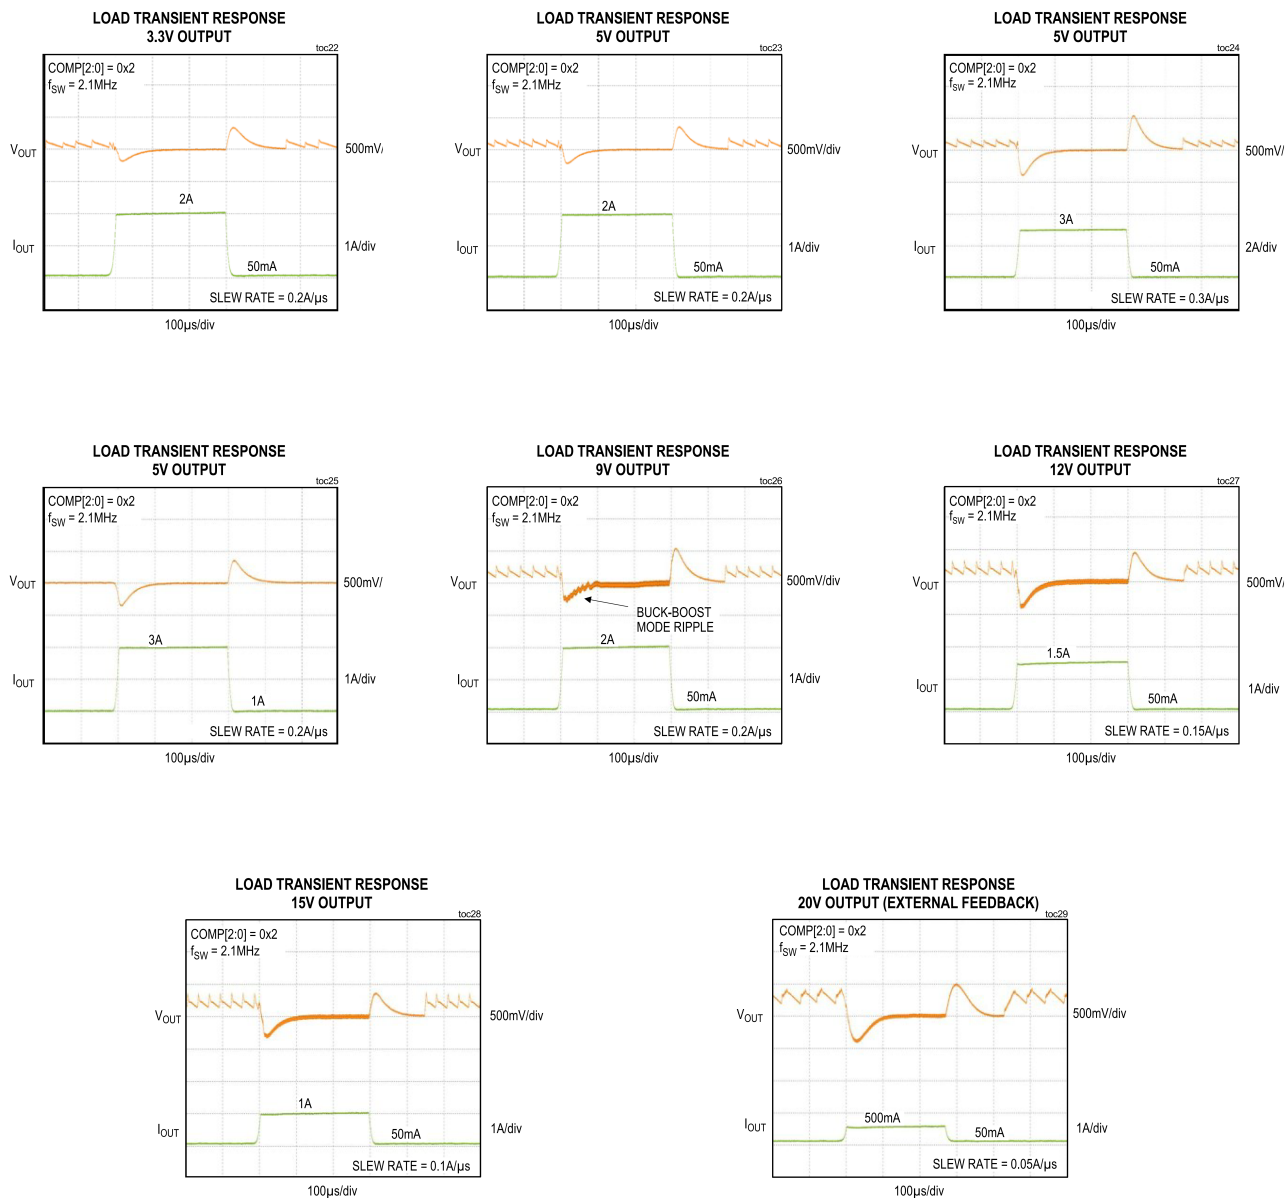 LOAD TRANSIENT RESPONSE
3.3V OUTPUT
toc22
COMP[2:0] = 0x2
fSW = 2.1MHz
VOUT
500mV/
2A
IOUT
1A/div
50mA
SLEW RATE = 0.2A/µs
100µs/div
LOAD TRANSIENT RESPONSE
5V OUTPUT
toc23
COMP[2:0] = 0x2
fSW = 2.1MHz
VOUT
500mV/div
2A
IOUT
1A/div
50mA
SLEW RATE = 0.2A/µs
100µs/div
LOAD TRANSIENT RESPONSE
5V OUTPUT
toc24
COMP[2:0] = 0x2
fSW = 2.1MHz
VOUT
500mV/
3A
IOUT
2A/div
50mA
SLEW RATE = 0.3A/µs
100µs/div
LOAD TRANSIENT RESPONSE
5V OUTPUT
toc25
COMP[2:0] = 0x2
fSW = 2.1MHz
VOUT
500mV/
3A
IOUT
1A/div
1A
SLEW RATE = 0.2A/µs
100µs/div
LOAD TRANSIENT RESPONSE
9V OUTPUT
toc26
COMP[2:0] = 0x2
fSW = 2.1MHz
VOUT
500mV/div
BUCK-BOOST
MODE RIPPLE
2A
IOUT
1A/div
50mA
SLEW RATE = 0.2A/µs
100µs/div
LOAD TRANSIENT RESPONSE
12V OUTPUT
toc27
COMP[2:0] = 0x2
fSW = 2.1MHz
VOUT
500mV/
1.5A
IOUT
1A/div
50mA
SLEW RATE = 0.15A/µs
100µs/div
LOAD TRANSIENT RESPONSE
15V OUTPUT
toc28
COMP[2:0] = 0x2
fSW = 2.1MHz
VOUT
500mV/div
1A
IOUT
1A/div
50mA
SLEW RATE = 0.1A/µs
100µs/div
LOAD TRANSIENT RESPONSE
20V OUTPUT (EXTERNAL FEEDBACK)
toc29
COMP[2:0] = 0x2
fSW = 2.1MHz
VOUT
500mV/div
500mA
IOUT
1A/div
50mA
SLEW RATE = 0.05A/µs
100µs/div